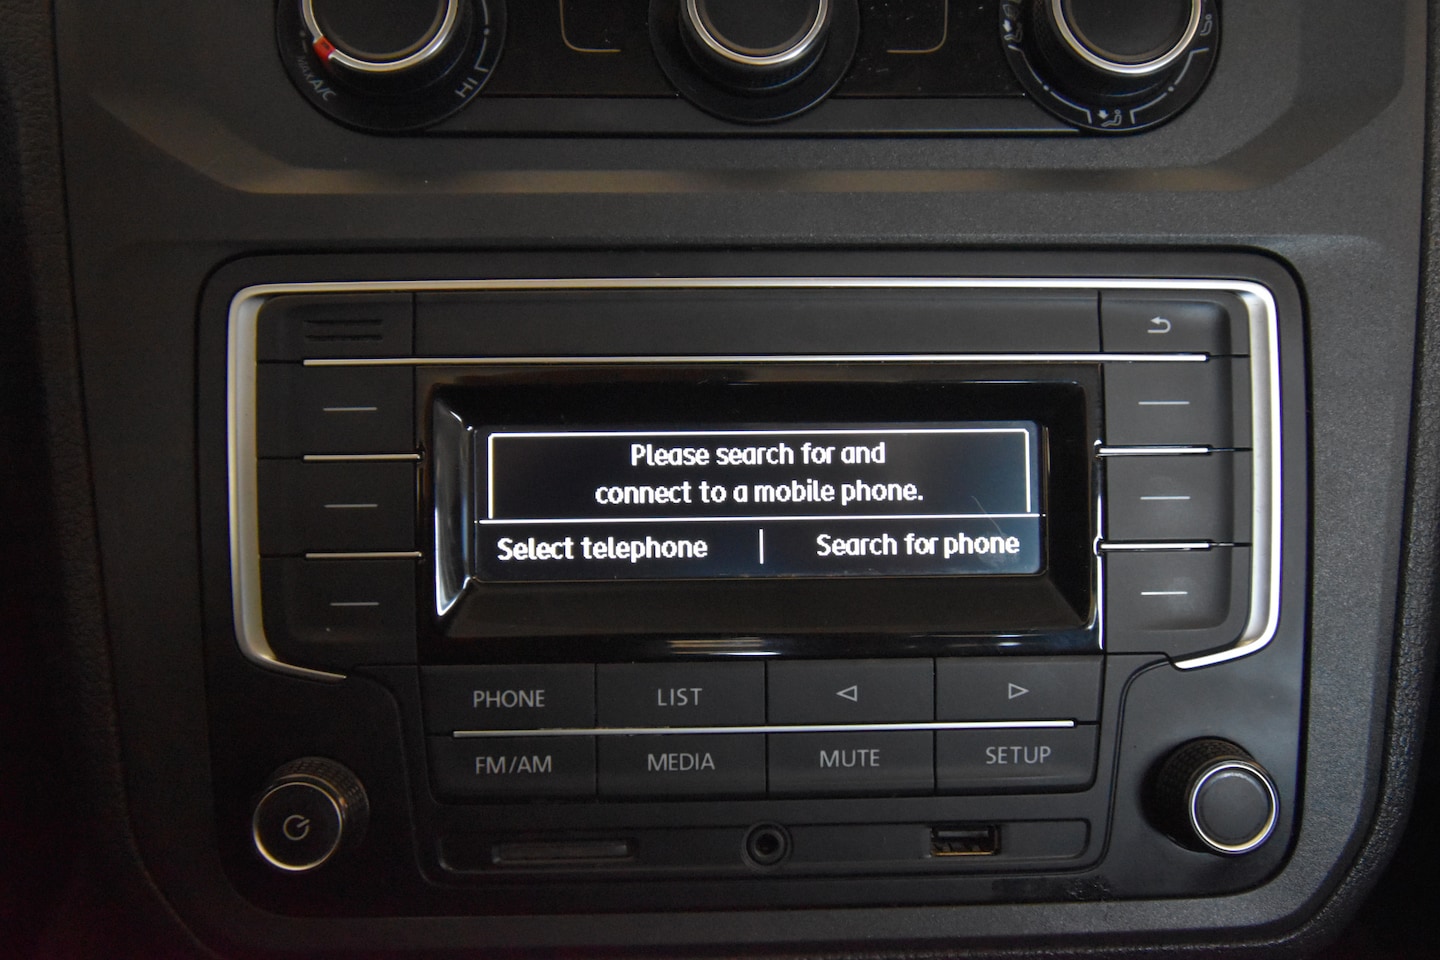 MAX A/C
HI
Please search for and
connect to a mobile phone.
Select telephone | Search for phone
PHONE LIST
FM/AM MEDIA MUTE SETUP